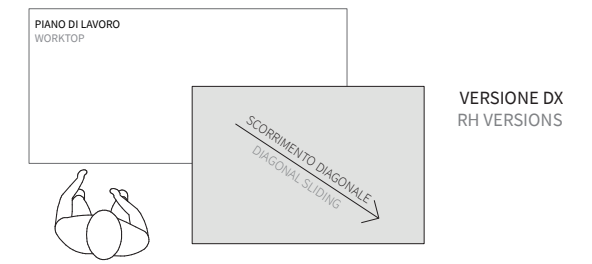 PIANO DI LAVORO
WORKTOP
VERSIONE DX
RH VERSIONS
SCORRIMENTO DIAGONALE
DIAGONAL SLIDING